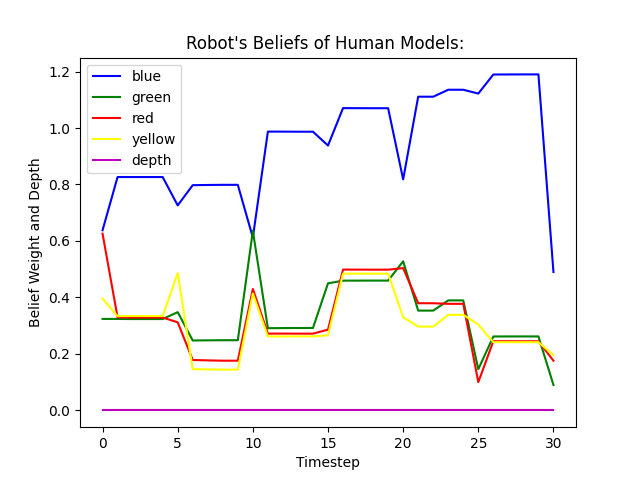 Robot's Beliefs of Human Models:
blue
green
red
yellow
depth
Belief Weight and Depth
1.2
1.0
0.8
0.6
0.4
0.2
0.0
0 5 10 15 20 25 30
Timestep